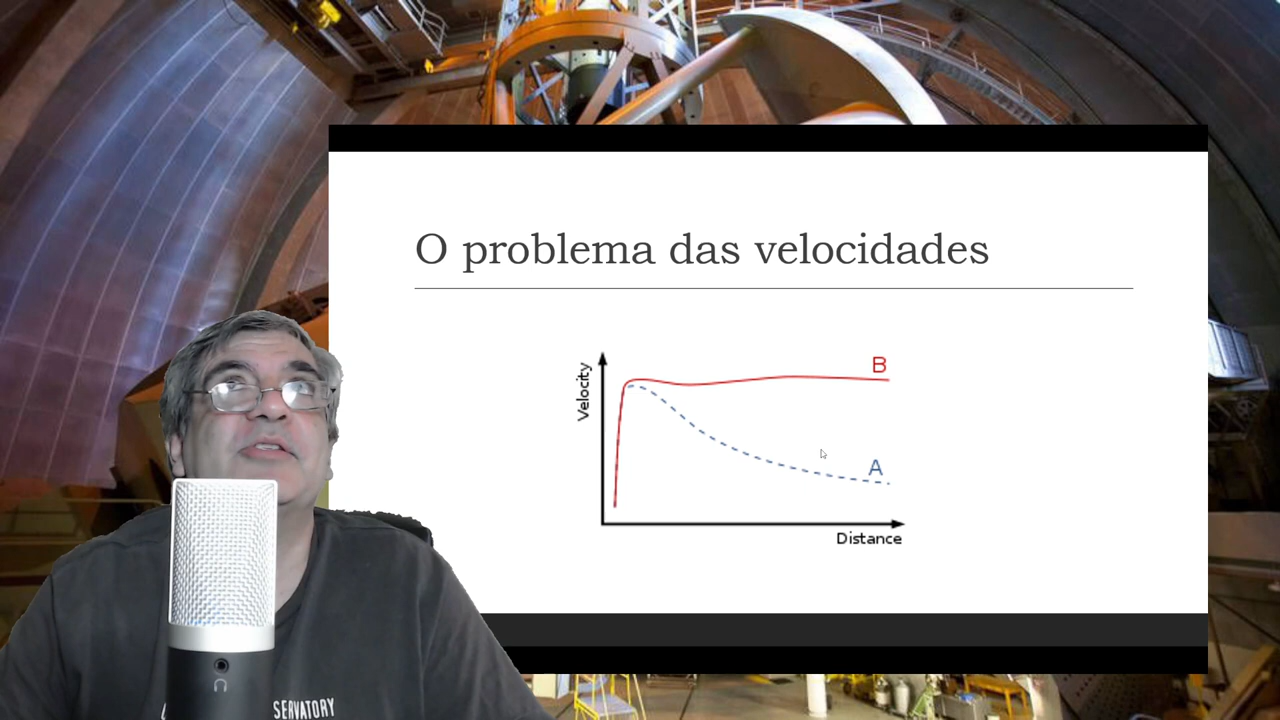 O problema das velocidades
Velocity
B
A
Distance
SERVATORY